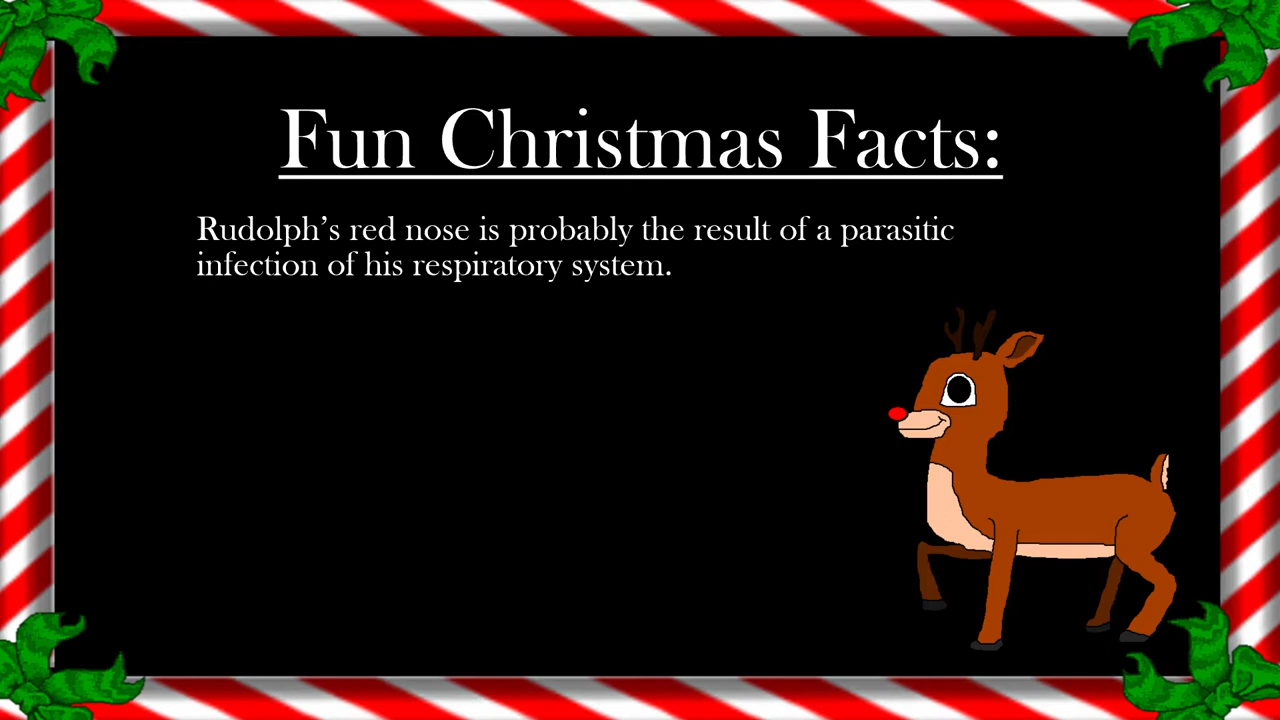 Fun Christmas Facts:
Rudolph’s red nose is probably the result of a parasitic
infection of his respiratory system.